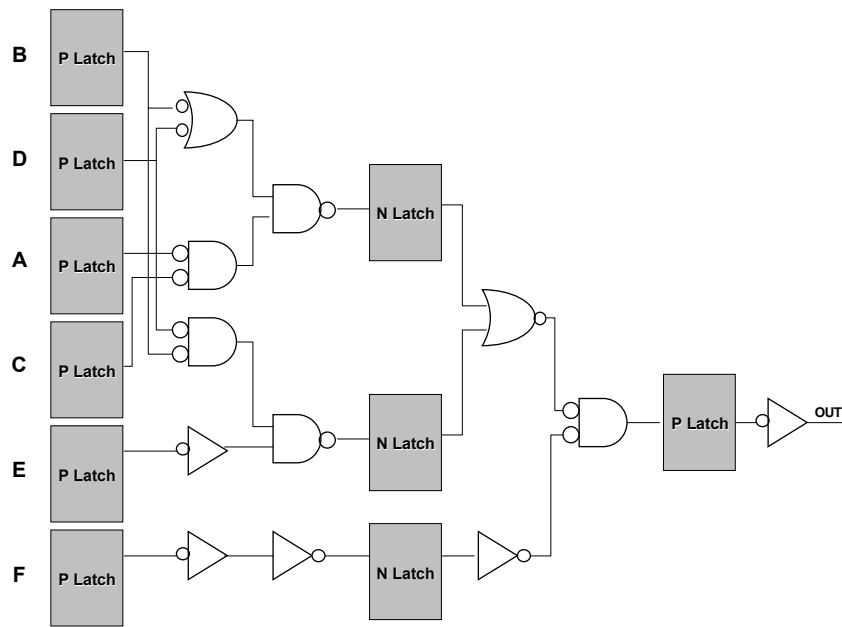 B
P Latch
D
P Latch
A
P Latch
C
P Latch
E
P Latch
F
P Latch
N Latch
N Latch
N Latch
P Latch
OUT